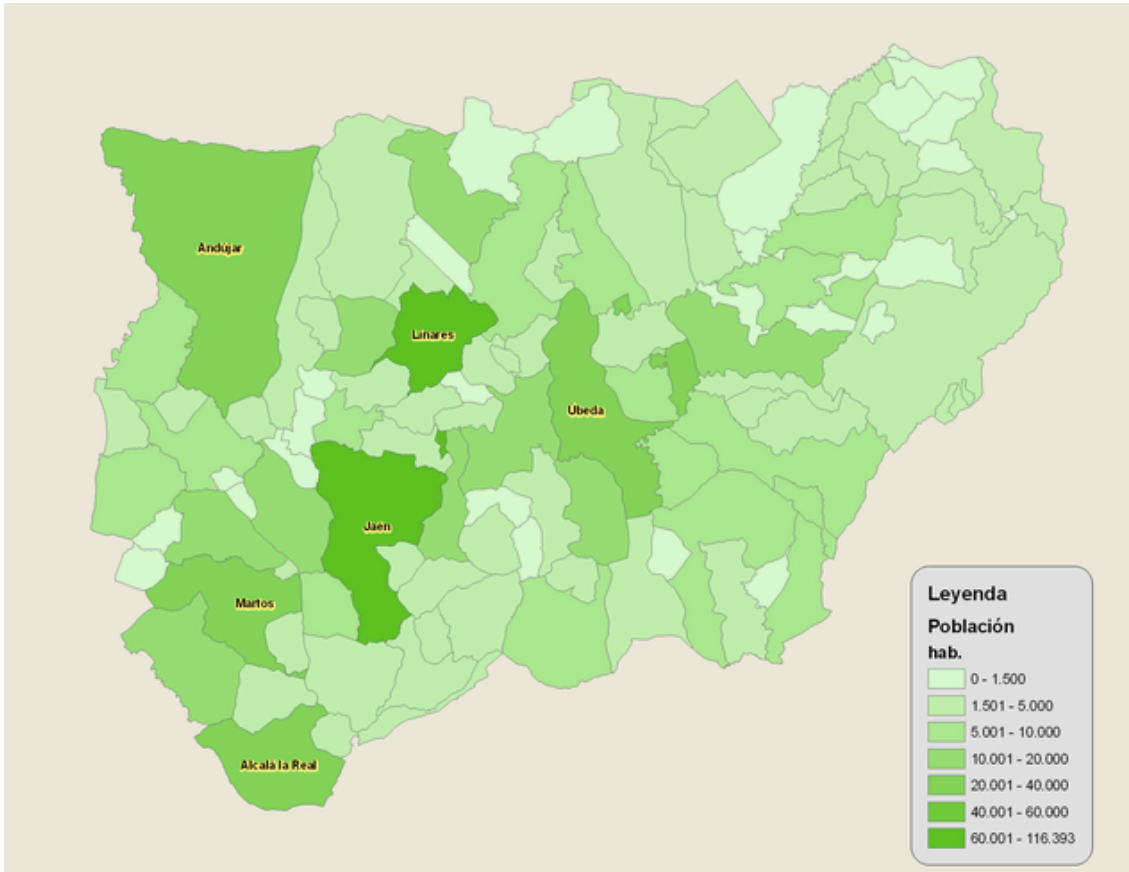 Andújar
Linares
Úbeda
Jaén
Martos
Alcalá la Real
Leyenda
Población
hab.
0 - 1.500
1.501 - 5.000
5.001 - 10.000
10.001 - 20.000
20.001 - 40.000
40.001 - 60.000
60.001 - 116.393